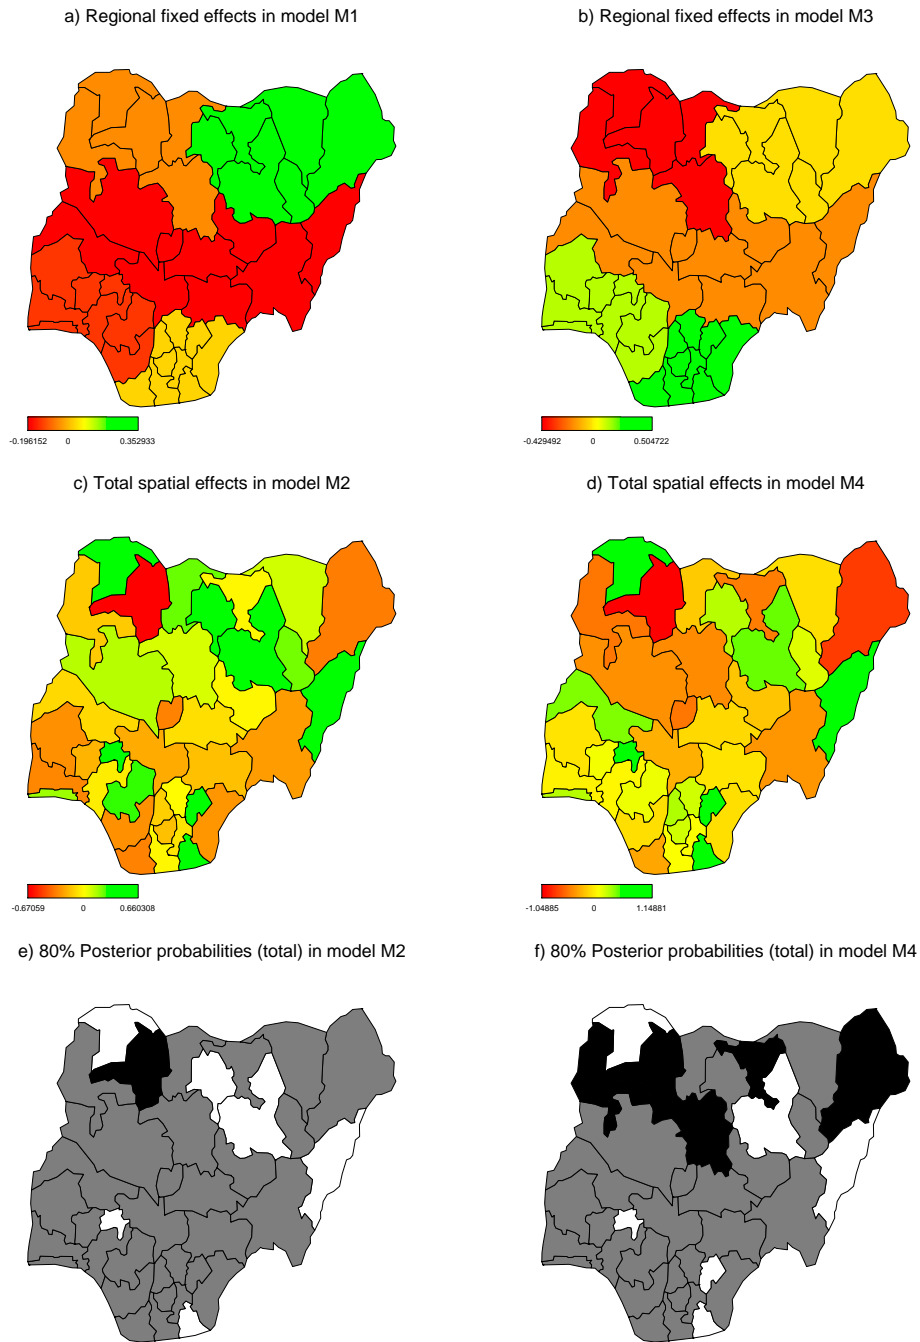 a) Regional fixed effects in model M1
b) Regional fixed effects in model M3
-0.196152 0 0.352933
-0.429492 0 0.504722
c) Total spatial effects in model M2
d) Total spatial effects in model M4
-0.67059 0 0.660308
-1.04885 0 1.14881
e) 80% Posterior probabilities (total) in model M2
f) 80% Posterior probabilities (total) in model M4